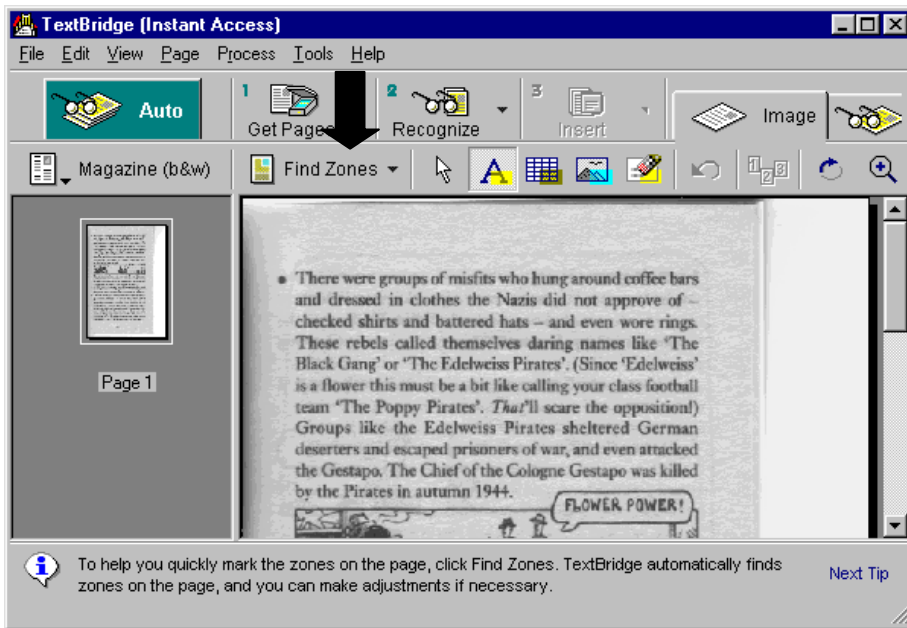 TextBridge (Instant Access)
File Edit View Page Process Tools Help
Auto
1 Get Pages
2 Recognize
3 Insert
Image
Magazine (b&w)
Find Zones
A
123
• There were groups of misfits who hung around coffee bars
and dressed in clothes the Nazis did not approve of –
checked shirts and battered hats – and even wore rings.
These rebels called themselves daring names like ‘The
Black Gang’ or ‘The Edelweiss Pirates’. (Since ‘Edelweiss’
is a flower this must be a bit like calling your class football
team ‘The Poppy Pirates’. That’ll scare the opposition!)
Groups like the Edelweiss Pirates sheltered German
deserters and escaped prisoners of war, and even attacked
the Gestapo. The Chief of the Cologne Gestapo was killed
by the Pirates in autumn 1944.
FLOWER POWER!
Page 1
To help you quickly mark the zones on the page, click Find Zones. TextBridge automatically finds
zones on the page, and you can make adjustments if necessary.
Next Tip